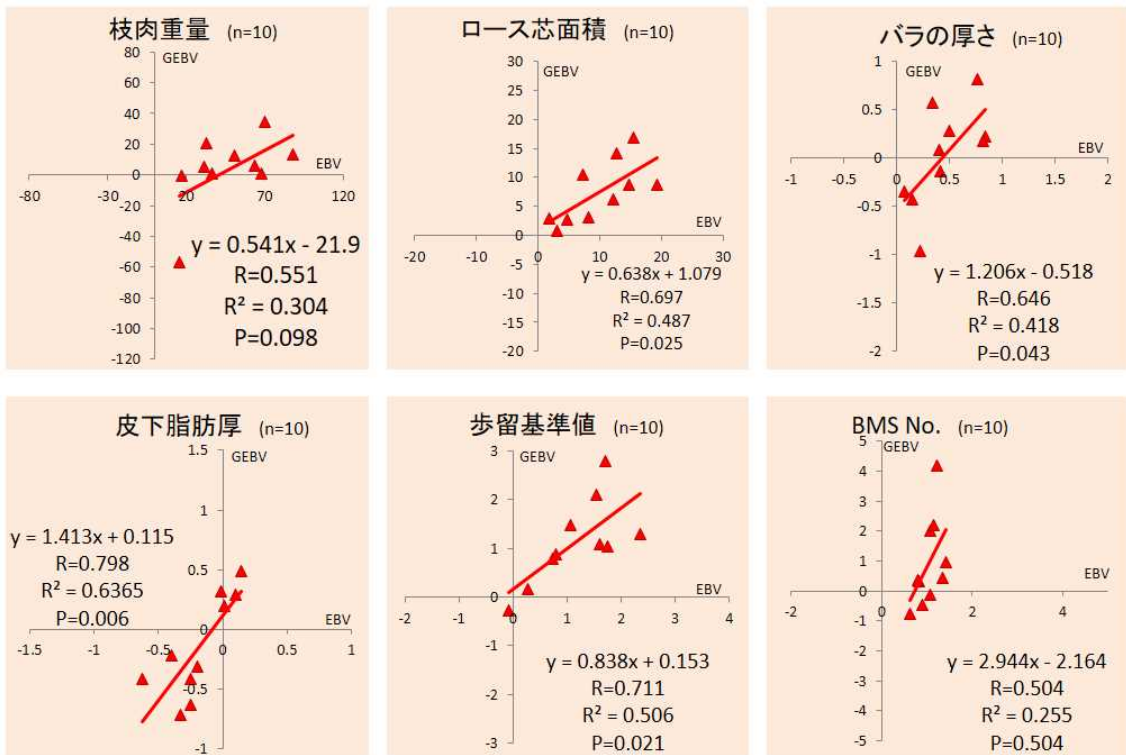 枝肉重量 (n=10)
GEBV
80
60
40
20
0
-20
-40
-60
-80
-100
-120
-80
-30
20
70
120
EBV
y = 0.541x - 21.9
R=0.551
R² = 0.304
P=0.098
ロース芯面積 (n=10)
GEBV
30
25
20
15
10
5
0
-5
-10
-15
-20
0
10
20
30
EBV
y = 0.638x + 1.079
R=0.697
R² = 0.487
P=0.025
バラの厚さ (n=10)
GEBV
1
0.5
0
-0.5
-1
-1.5
-2
-1
-0.5
0
0.5
1
1.5
2
EBV
y = 1.206x - 0.518
R=0.646
R² = 0.418
P=0.043
皮下脂肪厚 (n=10)
GEBV
1.5
1
0.5
0
-0.5
-1
-1.5
-1
-0.5
0
0.5
1
EBV
y = 1.413x + 0.115
R=0.798
R² = 0.6365
P=0.006
歩留基準値 (n=10)
GEBV
3
2
1
0
-1
-2
-3
-2
-1
0
1
2
3
4
EBV
y = 0.838x + 0.153
R=0.711
R² = 0.506
P=0.021
BMS No. (n=10)
GEBV
5
4
3
2
1
0
-1
-2
-3
-4
-5
-2
0
2
4
EBV
y = 2.944x - 2.164
R=0.504
R² = 0.255
P=0.504